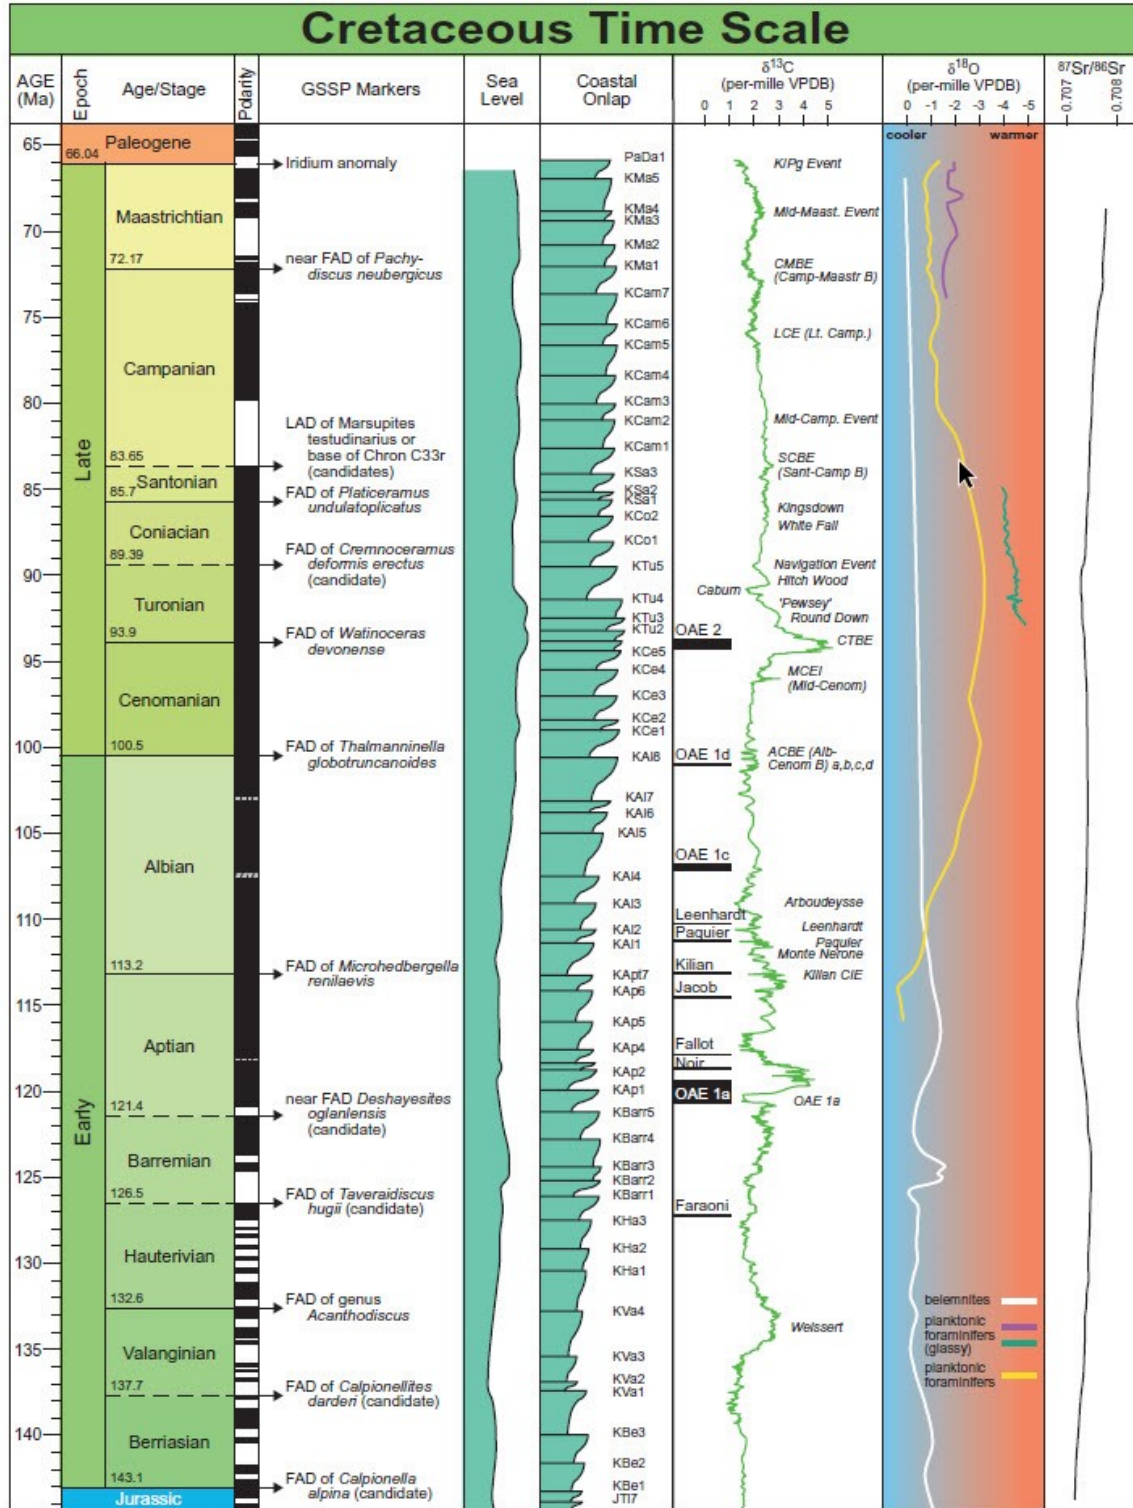 Cretaceous Time Scale
AGE
(Ma)
Epoch
Age/Stage
Polarity
GSSP Markers
Sea
Level
Coastal
Onlap
δ13C
(per-mille VPDB)
0 1 2 3 4 5
δ18O
(per-mille VPDB)
0 -1 -2 -3 -4 -5
87Sr/86Sr
0.707
0.708
65
70
75
80
85
90
95
100
105
110
115
120
125
130
135
140
Late
Early
Paleogene
66.04
Maastrichtian
72.17
Campanian
83.65
Santonian
85.7
Coniacian
89.39
Turonian
93.9
Cenomanian
100.5
Albian
113.2
Aptian
121.4
Barremian
126.5
Hauterivian
132.6
Valanginian
137.7
Berriasian
143.1
Jurassic
Iridium anomaly
near FAD of Pachy-
discus neubergicus
LAD of Marsupites
testudinarius or
base of Chron C33r
(candidates)
FAD of Platiceramus
undulatoplicatus
FAD of Cremnoceramus
deformis erectus
(candidate)
FAD of Watinoceras
devonense
FAD of Thalmanninella
globotruncanoides
FAD of Microhedbergella
renilaevis
near FAD Deshayesites
oglanlensis
(candidate)
FAD of Taveraidiscus
hugii (candidate)
FAD of genus
Acanthodiscus
FAD of Calpionellites
darderi (candidate)
FAD of Calpionella
alpina (candidate)
PaDa1
KMa5
KMa4
KMa3
KMa2
KMa1
KCam7
KCam6
KCam5
KCam4
KCam3
KCam2
KCam1
KSa3
KSa2
KSa1
KCo2
KCo1
KTu5
KTu4
KTu3
KTu2
KCe5
KCe4
KCe3
KCe2
KCe1
KAl8
KAl7
KAl6
KAl5
KAl4
KAl3
KAl2
KAl1
KApt7
KAp6
KAp5
KAp4
KAp2
KAp1
KBarr5
KBarr4
KBarr3
KBarr2
KBarr1
KHa3
KHa2
KHa1
KVa4
KVa3
KVa2
KVa1
KBe3
KBe2
KBe1
JTi7
OAE 2
OAE 1d
OAE 1c
Leenhardt
Paquier
Kilian
Jacob
Fallot
Noir
OAE 1a
Faraoni
K/Pg Event
Mid-Maast. Event
CMBE
(Camp-Maastr B)
LCE (Lt. Camp.)
Mid-Camp. Event
SCBE
(Sant-Camp B)
Kingsdown
White Fall
Navigation Event
Hitch Wood
Caburn
'Pewsey'
Round Down
CTBE
MCEI
(Mid-Cenom)
ACBE (Alb-
Cenom B) a,b,c,d
Arboudeysse
Leenhardt
Paquier
Monte Nerone
Kilian CIE
OAE 1a
Weissert
cooler
warmer
belemnites
planktonic
foraminifers
(glassy)
planktonic
foraminifers